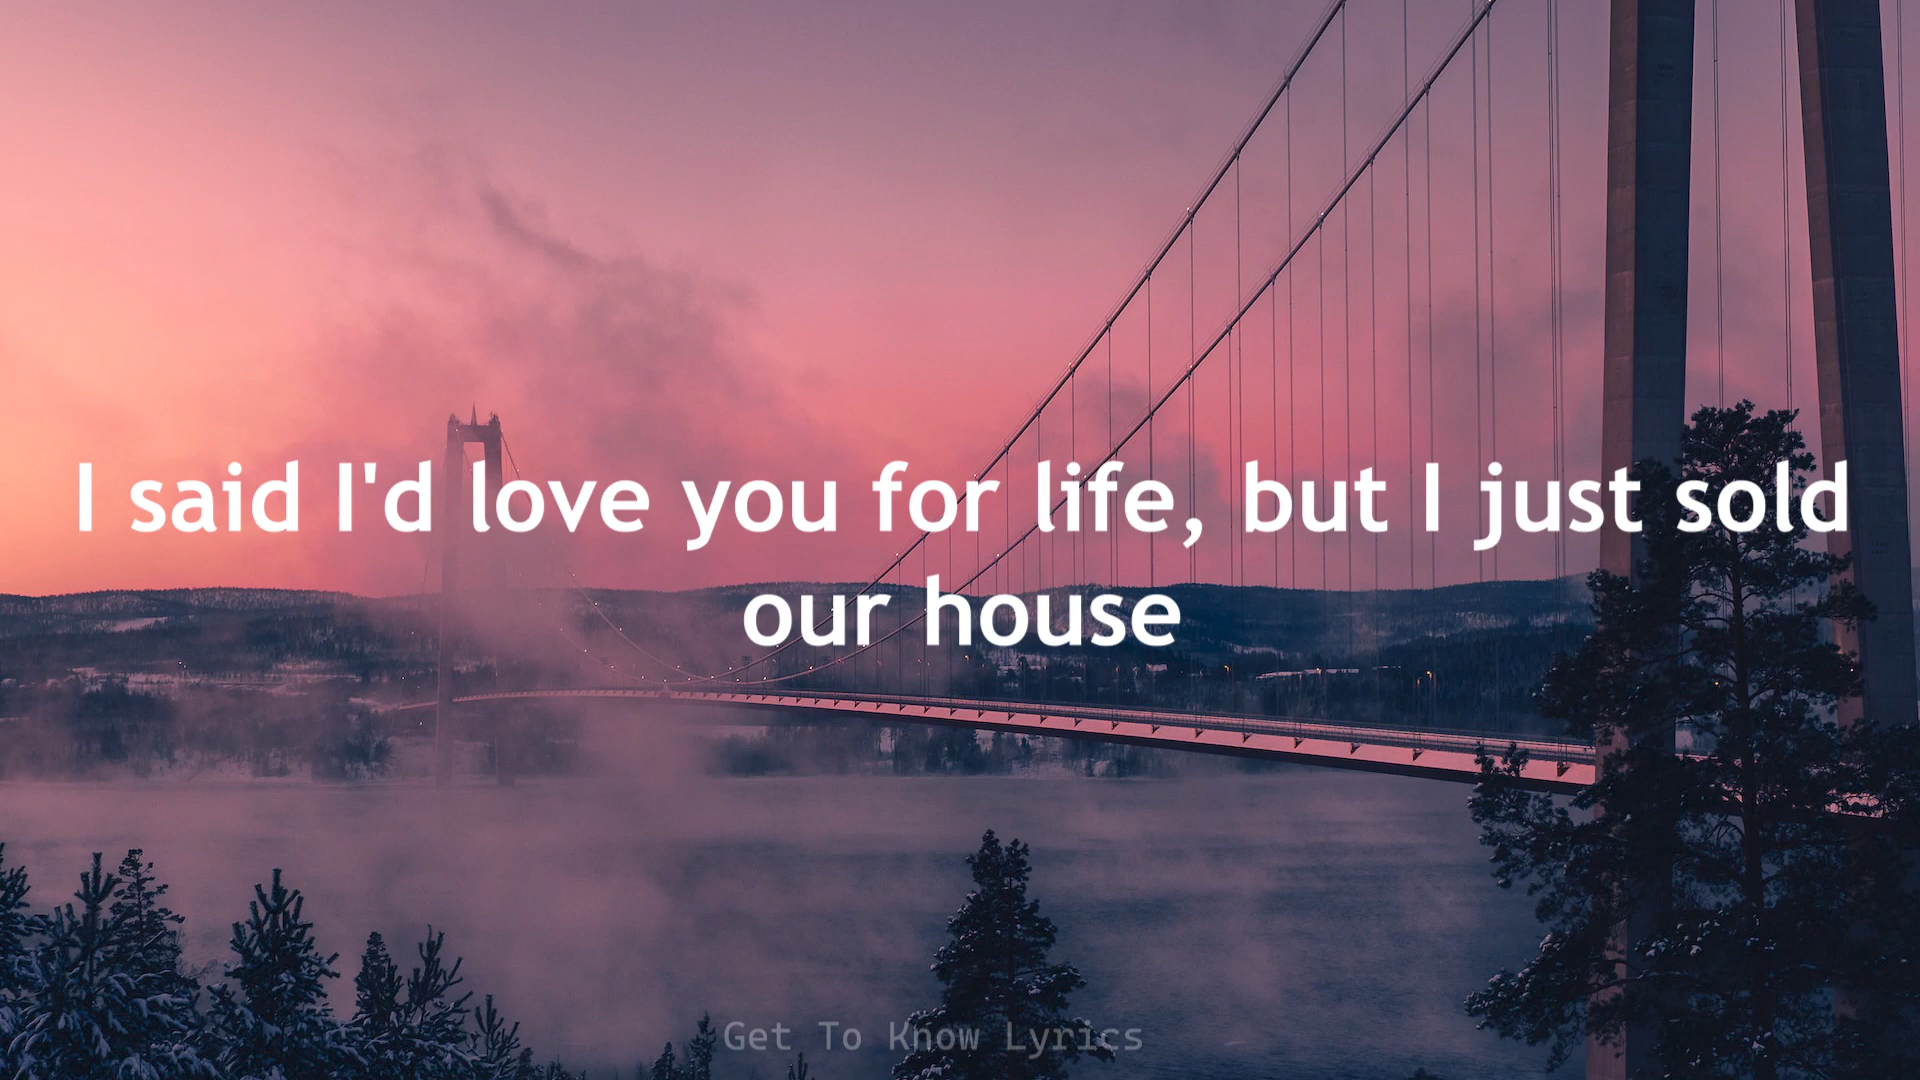 I said I'd love you for life, but I just sold
our house
Get To Know Lyrics